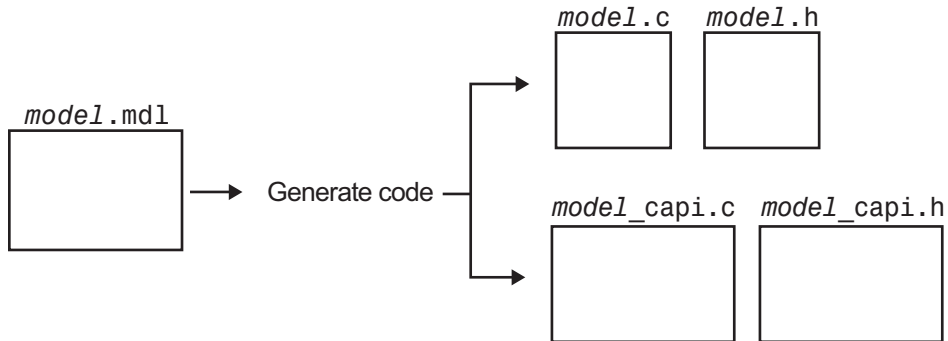 model.c model.h
model.mdl
Generate code
model_capi.c model_capi.h